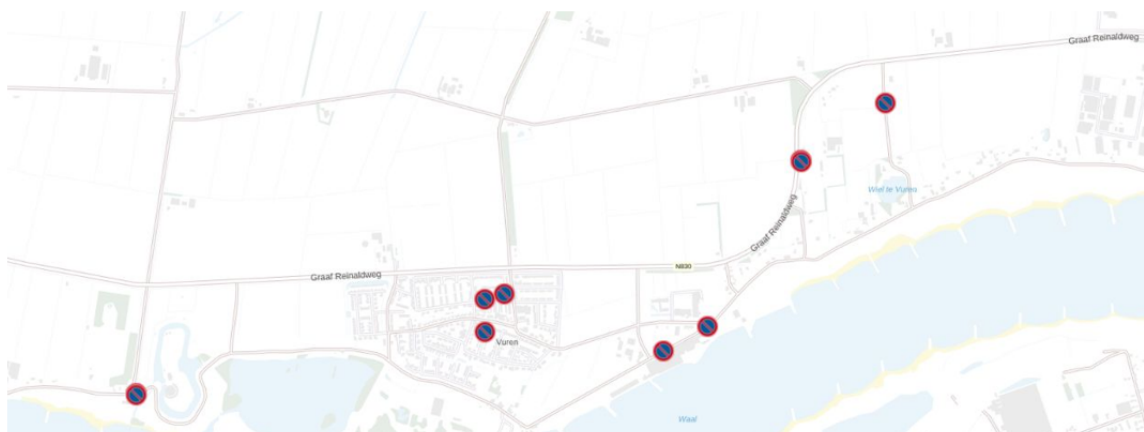 Graaf Reinaldweg
Wiel te Vuren
Graaf Reinaldweg
N830
Graaf Reinaldweg
Vuren
Waal